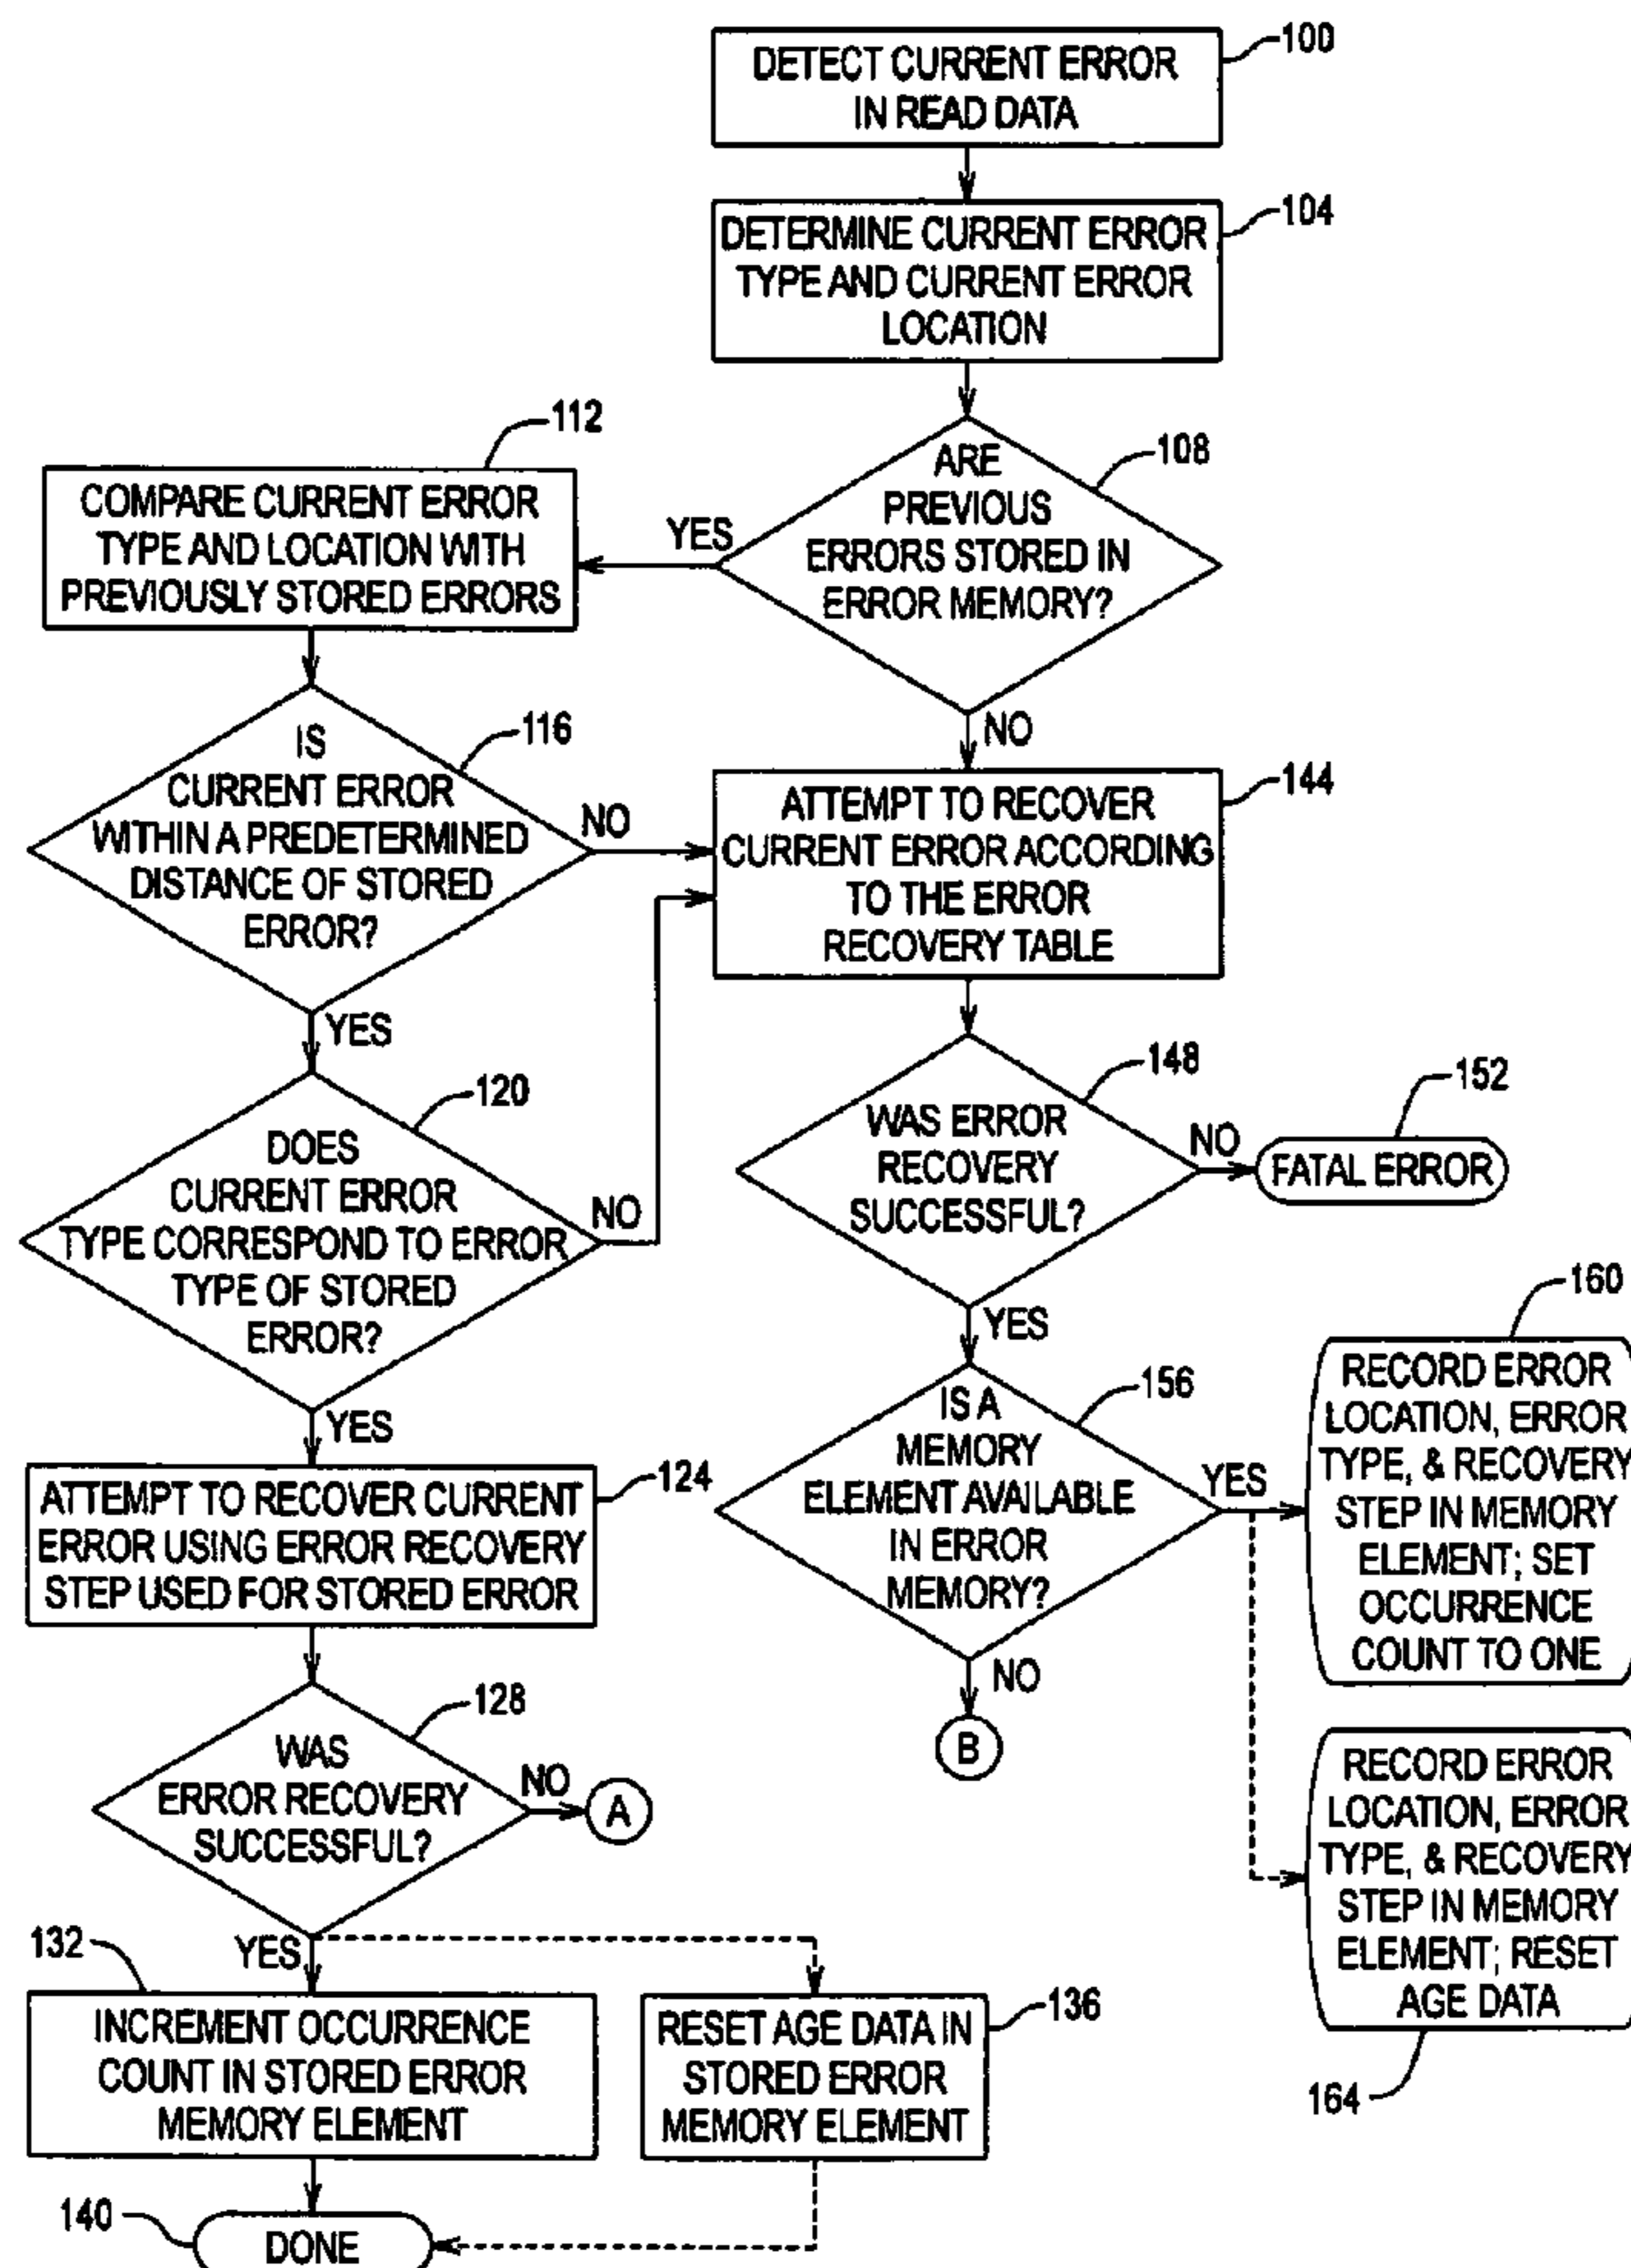 100
DETECT CURRENT ERROR
IN READ DATA
104
DETERMINE CURRENT ERROR
TYPE AND CURRENT ERROR
LOCATION
108
ARE
PREVIOUS
ERRORS STORED IN
ERROR MEMORY?
YES
NO
112
COMPARE CURRENT ERROR
TYPE AND LOCATION WITH
PREVIOUSLY STORED ERRORS
116
IS
CURRENT ERROR
WITHIN A PREDETERMINED
DISTANCE OF STORED
ERROR?
NO
YES
144
ATTEMPT TO RECOVER
CURRENT ERROR ACCORDING
TO THE ERROR
RECOVERY TABLE
120
DOES
CURRENT ERROR
TYPE CORRESPOND TO ERROR
TYPE OF STORED
ERROR?
NO
YES
148
WAS ERROR
RECOVERY
SUCCESSFUL?
NO
YES
152
FATAL ERROR
156
IS A
MEMORY
ELEMENT AVAILABLE
IN ERROR
MEMORY?
YES
NO
B
160
RECORD ERROR
LOCATION, ERROR
TYPE, & RECOVERY
STEP IN MEMORY
ELEMENT; SET
OCCURRENCE
COUNT TO ONE
124
ATTEMPT TO RECOVER CURRENT
ERROR USING ERROR RECOVERY
STEP USED FOR STORED ERROR
128
WAS
ERROR RECOVERY
SUCCESSFUL?
NO
A
YES
RECORD ERROR
LOCATION, ERROR
TYPE, & RECOVERY
STEP IN MEMORY
ELEMENT; RESET
AGE DATA
164
132
INCREMENT OCCURRENCE
COUNT IN STORED ERROR
MEMORY ELEMENT
136
RESET AGE DATA IN
STORED ERROR
MEMORY ELEMENT
140
DONE